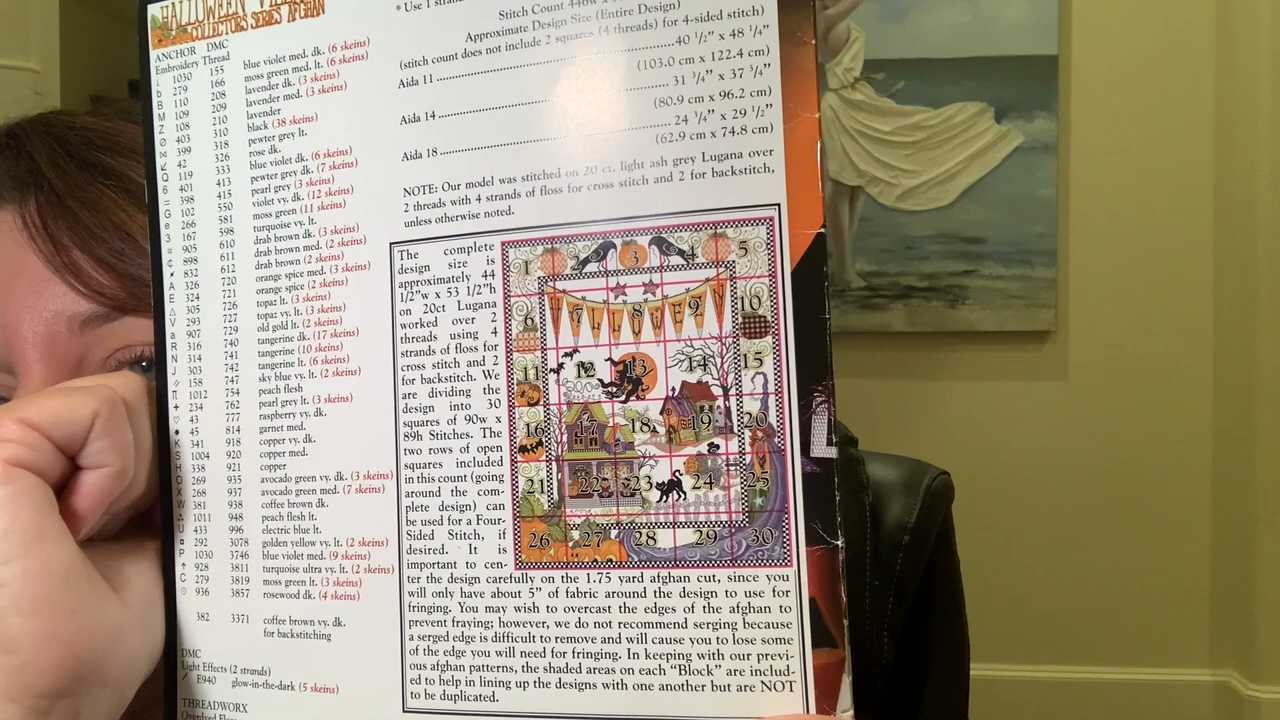 HALLOWEEN
COLLECTORS SERIES AFGHAN
ANCHOR DMC
Embroidery Thread
1030 155 blue violet med. dk. (6 skeins)
b 279 166 moss green med. lt. (6 skeins)
B 110 208 lavender dk. (3 skeins)
M 109 209 lavender med. (3 skeins)
Z 108 210 lavender
403 310 black (38 skeins)
399 318 pewter grey lt.
42 326 rose dk.
Q 119 333 blue violet dk. (6 skeins)
6 401 413 pewter grey dk. (7 skeins)
= 398 415 pearl grey (3 skeins)
G 102 550 violet vy. dk. (12 skeins)
e 266 581 moss green (11 skeins)
3 167 598 turquoise vy. lt.
905 610 drab brown dk. (3 skeins)
¢ 898 611 drab brown med. (2 skeins)
832 612 drab brown (2 skeins)
A 326 720 orange spice med. (3 skeins)
E 324 721 orange spice (2 skeins)
△ 305 726 topaz lt. (3 skeins)
V 293 727 topaz vy. lt. (3 skeins)
a 907 729 old gold lt. (2 skeins)
R 316 740 tangerine dk. (17 skeins)
N 314 741 tangerine (10 skeins)
J 303 742 tangerine lt. (6 skeins)
// 158 747 sky blue vy. lt. (2 skeins)
1012 754 peach flesh
+ 234 762 pearl grey lt. (3 skeins)
♡ 43 777 raspberry vy. dk.
45 814 garnet med.
K 341 918 copper vy. dk.
S 1004 920 copper med.
H 338 921 copper
O 269 935 avocado green vy. dk. (3 skeins)
X 268 937 avocado green med. (7 skeins)
W 381 938 coffee brown dk.
1011 948 peach flesh lt.
U 433 996 electric blue lt.
292 3078 golden yellow vy. lt. (2 skeins)
P 1030 3746 blue violet med. (9 skeins)
↑ 928 3811 turquoise ultra vy. lt. (2 skeins)
C 279 3819 moss green lt. (3 skeins)
⊙ 936 3857 rosewood dk. (4 skeins)
382 3371 coffee brown vy. dk.
for backstitching
DMC
Light Effects (2 strands)
/ E940 glow-in-the-dark (5 skeins)
THREADWORX
* Use 1
Stitch Count 446w x
Approximate Design Size (Entire Design)
(stitch count does not include 2 squares (4 threads) for 4-sided stitch)
Aida 11 40 1/2" x 48 1/4"
(103.0 cm x 122.4 cm)
Aida 14 31 3/4" x 37 3/4"
(80.9 cm x 96.2 cm)
Aida 18 24 3/4" x 29 1/2"
(62.9 cm x 74.8 cm)
NOTE: Our model was stitched on 20 ct. light ash grey Lugana over
2 threads with 4 strands of floss for cross stitch and 2 for backstitch,
unless otherwise noted.
The complete
design size is
approximately 44
1/2"w x 53 1/2"h
on 20ct Lugana
worked over 2
threads using 4
strands of floss for
cross stitch and 2
for backstitch. We
are dividing the
design into 30
squares of 90w x
89h Stitches. The
two rows of open
squares included
in this count (going
around the com-
plete design) can
be used for a Four-
Sided Stitch, if
desired. It is
important to cen-
ter the design carefully on the 1.75 yard afghan cut, since you
will only have about 5" of fabric around the design to use for
fringing. You may wish to overcast the edges of the afghan to
prevent fraying; however, we do not recommend serging because
a serged edge is difficult to remove and will cause you to lose some
of the edge you will need for fringing. In keeping with our previ-
ous afghan patterns, the shaded areas on each "Block" are includ-
ed to help in lining up the designs with one another but are NOT
to be duplicated.
1 2 3 4 5
6 7 8 9 10
HALLOWEEN
11 12 13 14 15
16 17 18 19 20
21 22 23 24 25
26 27 28 29 30